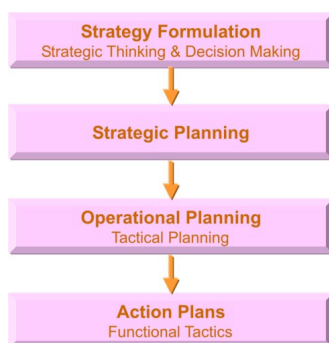 Strategy Formulation
Strategic Thinking & Decision Making
Strategic Planning
Operational Planning
Tactical Planning
Action Plans
Functional Tactics